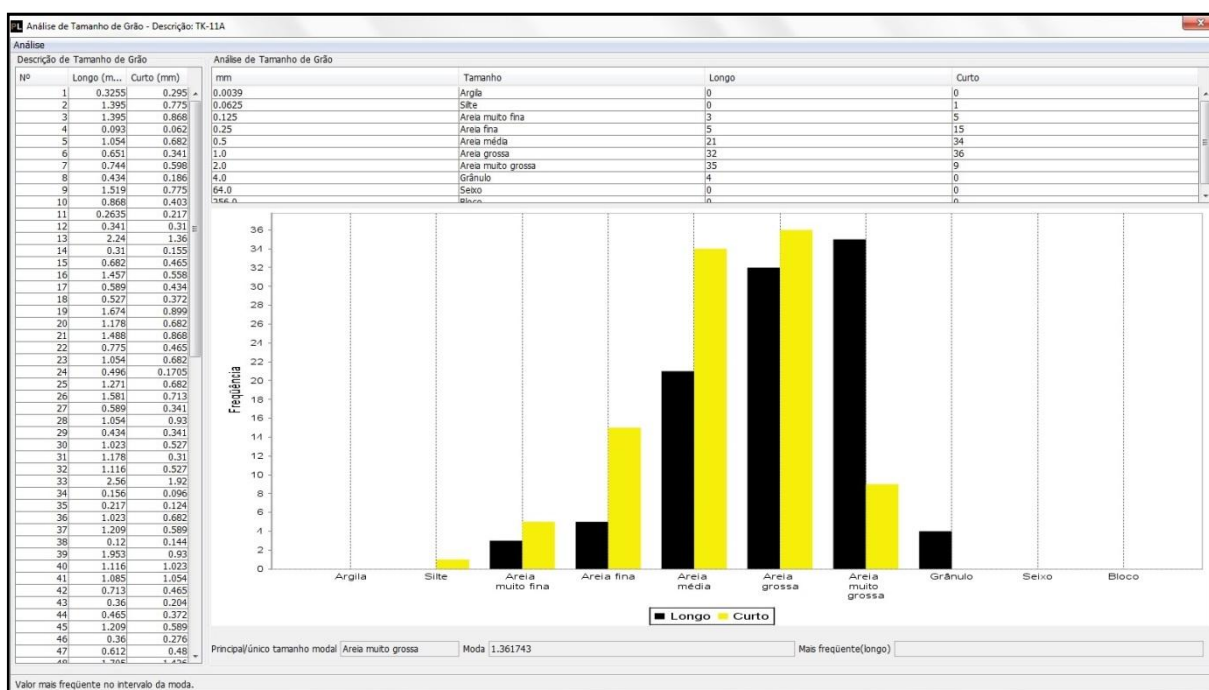 PL Análise de Tamanho de Grão - Descrição: TK-11A
Análise
Descrição de Tamanho de Grão
Nº Longo (m... Curto (mm)
1 0.3255 0.295
2 1.395 0.775
3 1.395 0.868
4 0.093 0.062
5 1.054 0.682
6 0.651 0.341
7 0.744 0.598
8 0.434 0.186
9 1.519 0.775
10 0.868 0.403
11 0.2635 0.217
12 0.341 0.31
13 2.24 1.36
14 0.31 0.155
15 0.682 0.465
16 1.457 0.558
17 0.589 0.434
18 0.527 0.372
19 1.674 0.899
20 1.178 0.682
21 1.488 0.868
22 0.775 0.465
23 1.054 0.682
24 0.496 0.1705
25 1.271 0.682
26 1.581 0.713
27 0.589 0.341
28 1.054 0.93
29 0.434 0.341
30 1.023 0.527
31 1.178 0.31
32 1.116 0.527
33 2.56 1.92
34 0.156 0.096
35 0.217 0.124
36 1.023 0.682
37 1.209 0.589
38 0.12 0.144
39 1.953 0.93
40 1.116 1.023
41 1.085 1.054
42 0.713 0.465
43 0.36 0.204
44 0.465 0.372
45 1.209 0.589
46 0.36 0.276
47 0.612 0.48
Análise de Tamanho de Grão
mm Tamanho Longo Curto
0.0039 Argila 0 0
0.0625 Silte 0 1
0.125 Areia muito fina 3 5
0.25 Areia fina 5 15
0.5 Areia média 21 34
1.0 Areia grossa 32 36
2.0 Areia muito grossa 35 9
4.0 Grânulo 4 0
64.0 Seixo 0 0
256.0 Bloco 0 0
Freqüência
36
34
32
30
28
26
24
22
20
18
16
14
12
10
8
6
4
2
0
Argila Silte Areia muito fina Areia fina Areia média Areia grossa Areia muito grossa Grânulo Seixo Bloco
Longo Curto
Principal/único tamanho modal Areia muito grossa Moda 1.361743 Mais freqüente(longo)
Valor mais freqüente no intervalo da moda.